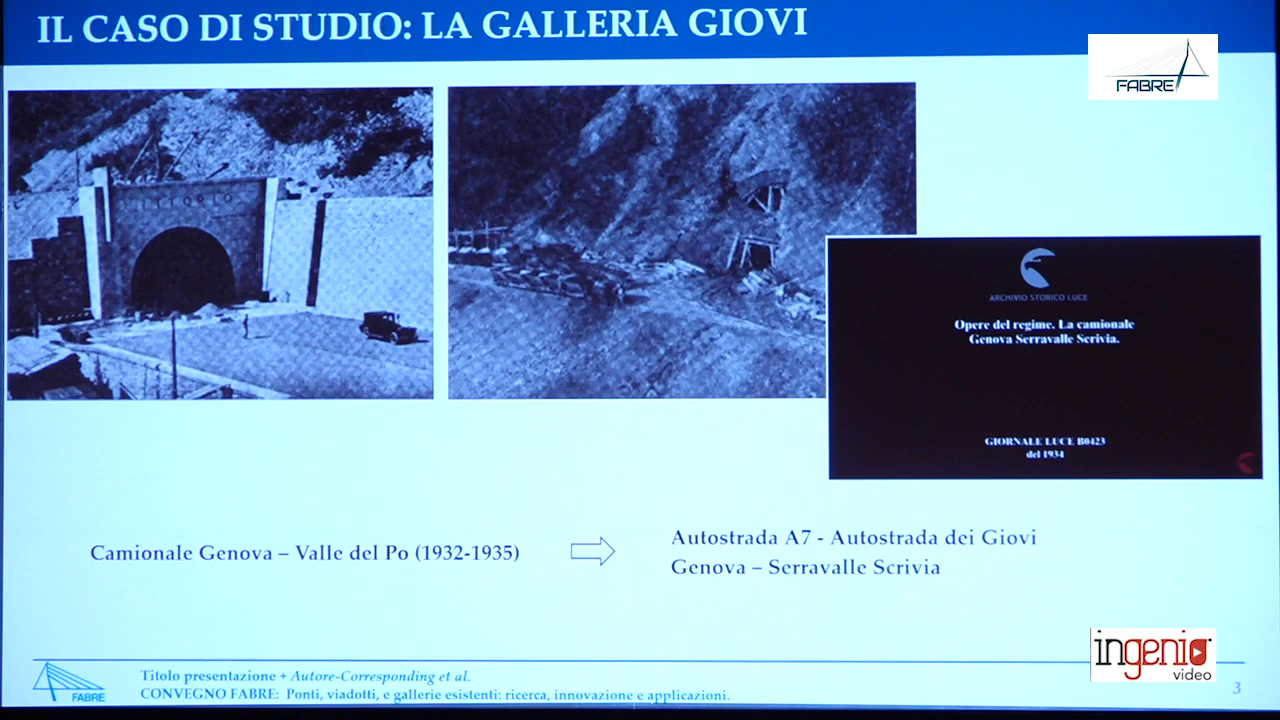 IL CASO DI STUDIO: LA GALLERIA GIOVI
FABRE
ARCHIVIO STORICO LUCE
Opere del regime. La camionale
Genova Serravalle Scrivia.
GIORNALE LUCE B0423
del 1934
Camionale Genova – Valle del Po (1932-1935)
Autostrada A7 - Autostrada dei Giovi
Genova – Serravalle Scrivia
ingenio
video
FABRE
Titolo presentazione + Autore-Corresponding et al.
CONVEGNO FABRE: Ponti, viadotti, e gallerie esistenti: ricerca, innovazione e applicazioni.
3